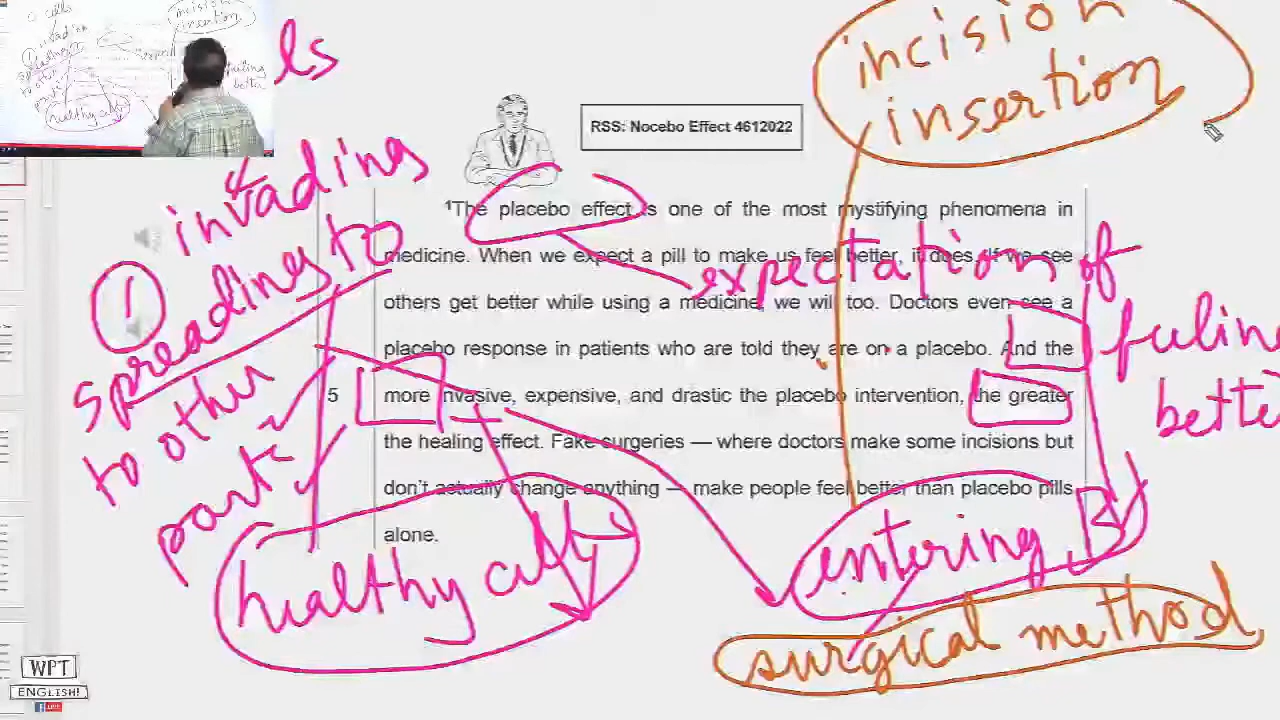 cells
incision
insertion
ls
RSS: Nocebo Effect 4612022
invading
1
spreading to
to other
parts
¹The placebo effect is one of the most mystifying phenomena in
medicine. When we expect a pill to make us feel better, it does. If we see
others get better while using a medicine, we will too. Doctors even see a
placebo response in patients who are told they are on a placebo. And the
5 more invasive, expensive, and drastic the placebo intervention, the greater
the healing effect. Fake surgeries — where doctors make some incisions but
don't actually change anything — make people feel better than placebo pills
alone.
expectation of
feeling
better
healthy cells
entering B
surgical method
WPT
ENGLISH!
LIVE